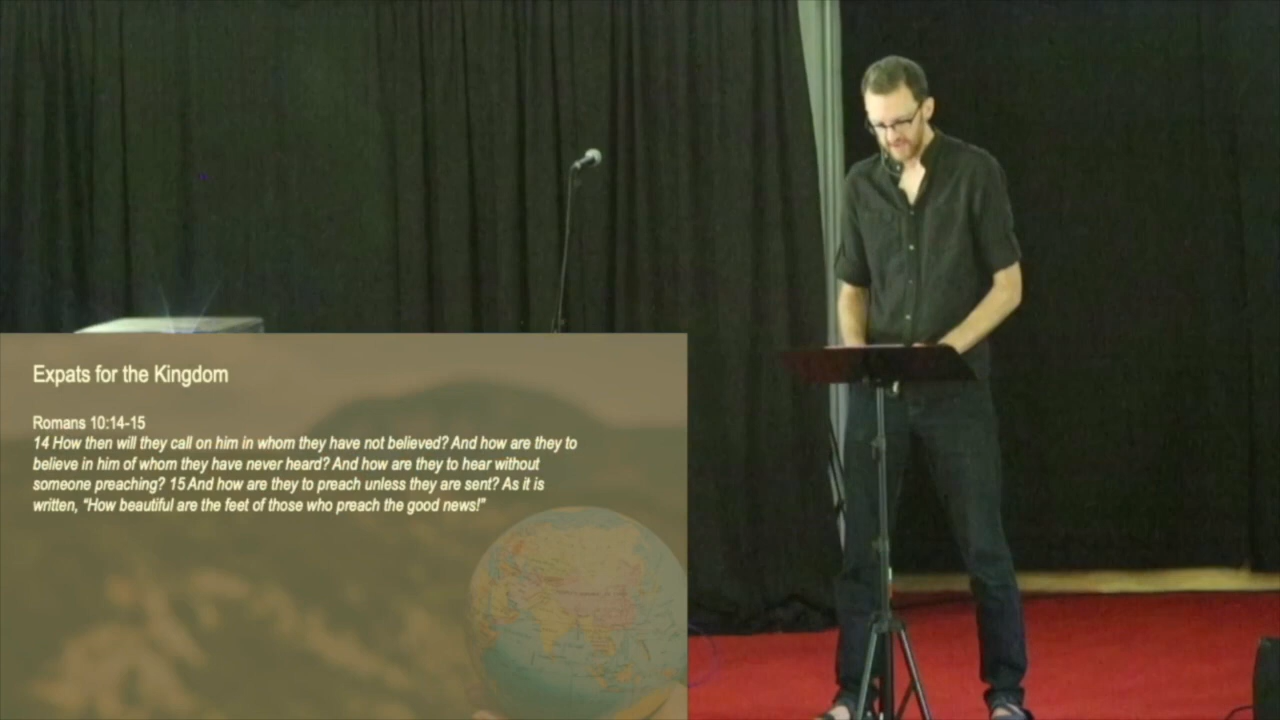 Expats for the Kingdom
Romans 10:14-15
14 How then will they call on him in whom they have not believed? And how are they to
believe in him of whom they have never heard? And how are they to hear without
someone preaching? 15 And how are they to preach unless they are sent? As it is
written, “How beautiful are the feet of those who preach the good news!”